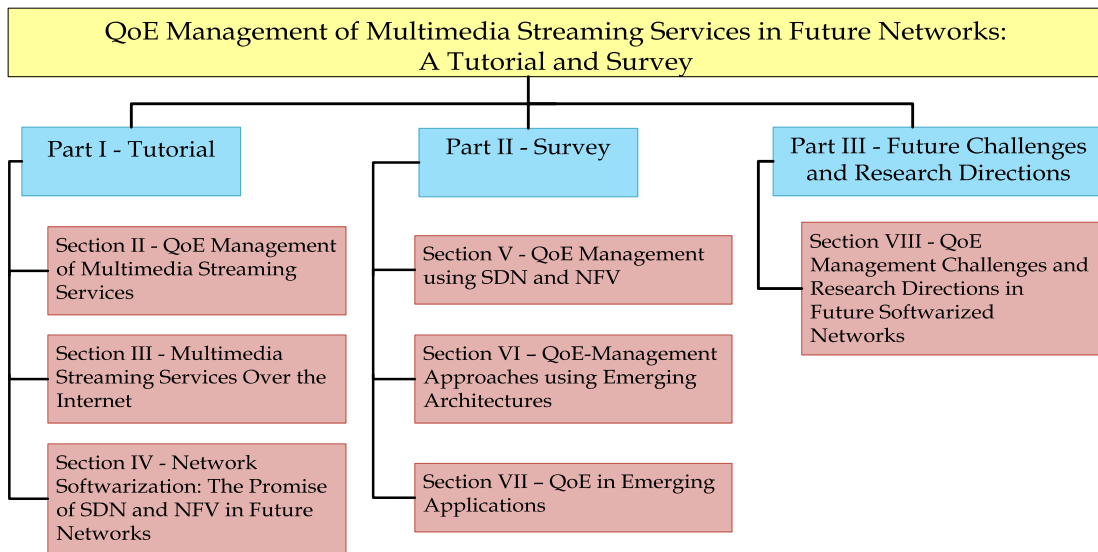 QoE Management of Multimedia Streaming Services in Future Networks:
A Tutorial and Survey
Part I - Tutorial
Section II - QoE Management
of Multimedia Streaming
Services
Section III - Multimedia
Streaming Services Over the
Internet
Section IV - Network
Softwarization: The Promise
of SDN and NFV in Future
Networks
Part II - Survey
Section V - QoE Management
using SDN and NFV
Section VI – QoE-Management
Approaches using Emerging
Architectures
Section VII – QoE in Emerging
Applications
Part III - Future Challenges
and Research Directions
Section VIII - QoE
Management Challenges and
Research Directions in
Future Softwarized
Networks